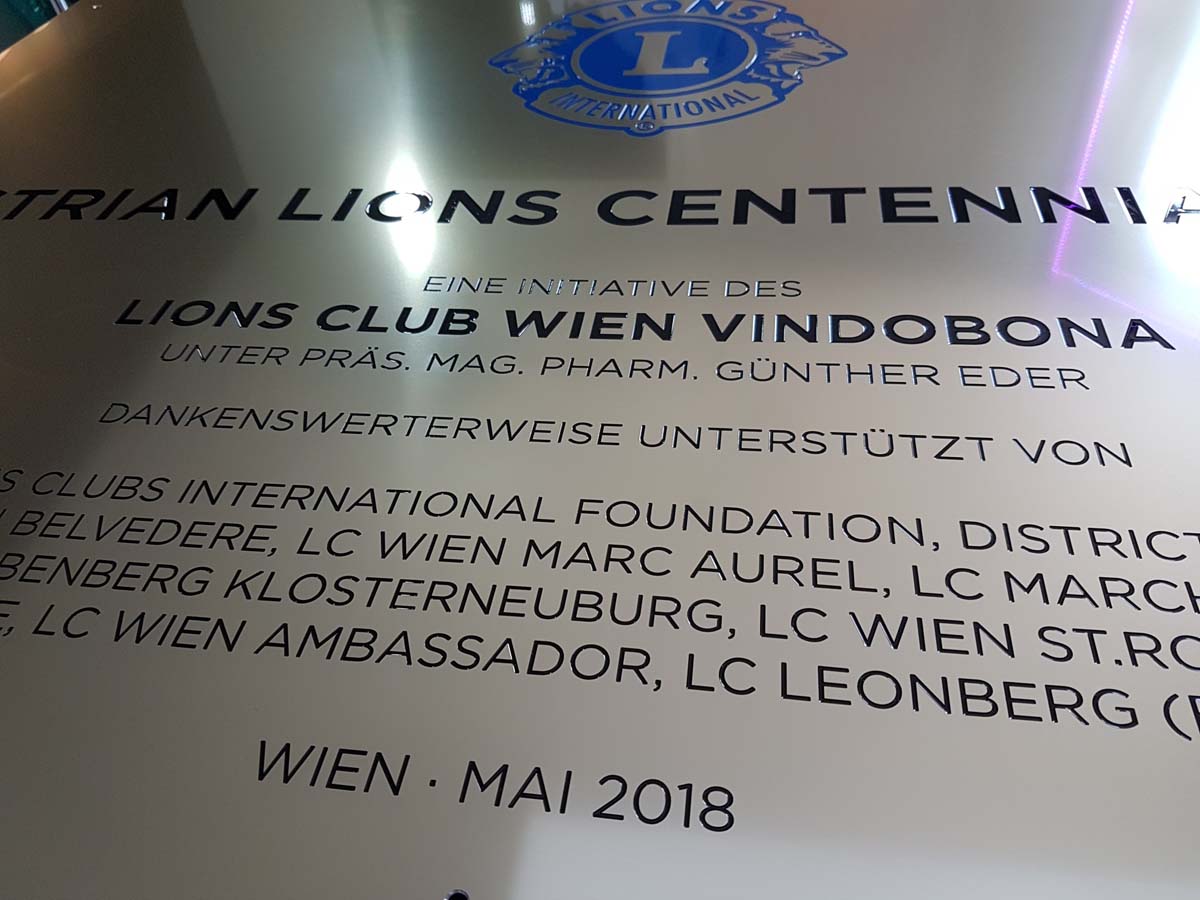 LIONS
L
INTERNATIONAL
®
TRIAN LIONS CENTENNI
EINE INITIATIVE DES
LIONS CLUB WIEN VINDOBONA
UNTER PRÄS. MAG. PHARM. GÜNTHER EDER
DANKENSWERTERWEISE UNTERSTÜTZT VON
S CLUBS INTERNATIONAL FOUNDATION, DISTRICT
BELVEDERE, LC WIEN MARC AUREL, LC MARCH
BENBERG KLOSTERNEUBURG, LC WIEN ST.RO
E, LC WIEN AMBASSADOR, LC LEONBERG (
WIEN · MAI 2018